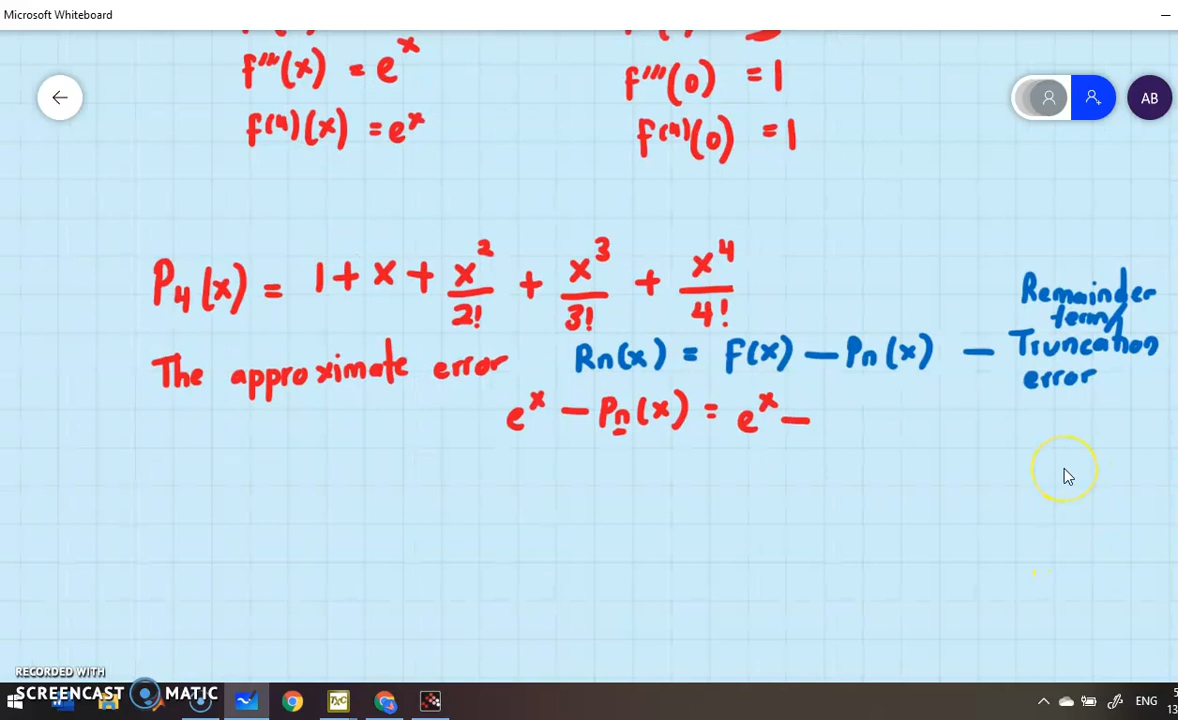 Microsoft Whiteboard
f'''(x) = e^x
f'''(0) = 1
f(4)(x) = e^x
f(4)(0) = 1
AB
P4(x) = 1 + x + x^2/2! + x^3/3! + x^4/4!
The approximate error
Rn(x) = F(x) — Pn(x) — Remainder term/ Truncation error
e^x — Pn(x) = e^x —
RECORDED WITH
SCREENCAST MATIC
ENG